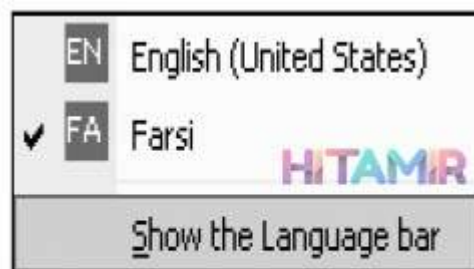 EN English (United States)
FA Farsi
HITAMIR
Show the Language bar